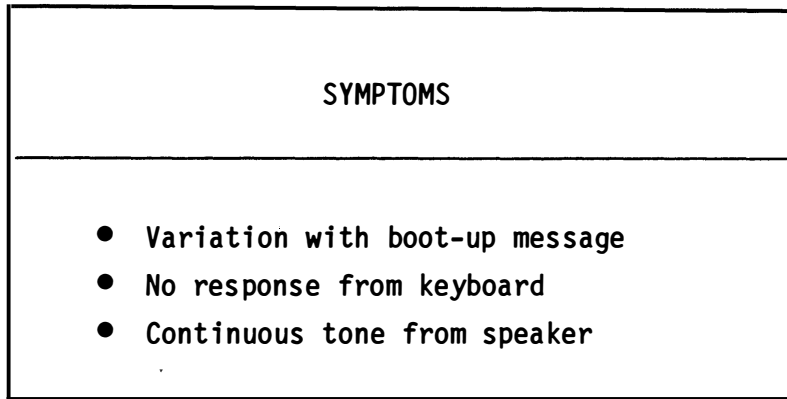 SYMPTOMS
● Variation with boot-up message
● No response from keyboard
● Continuous tone from speaker